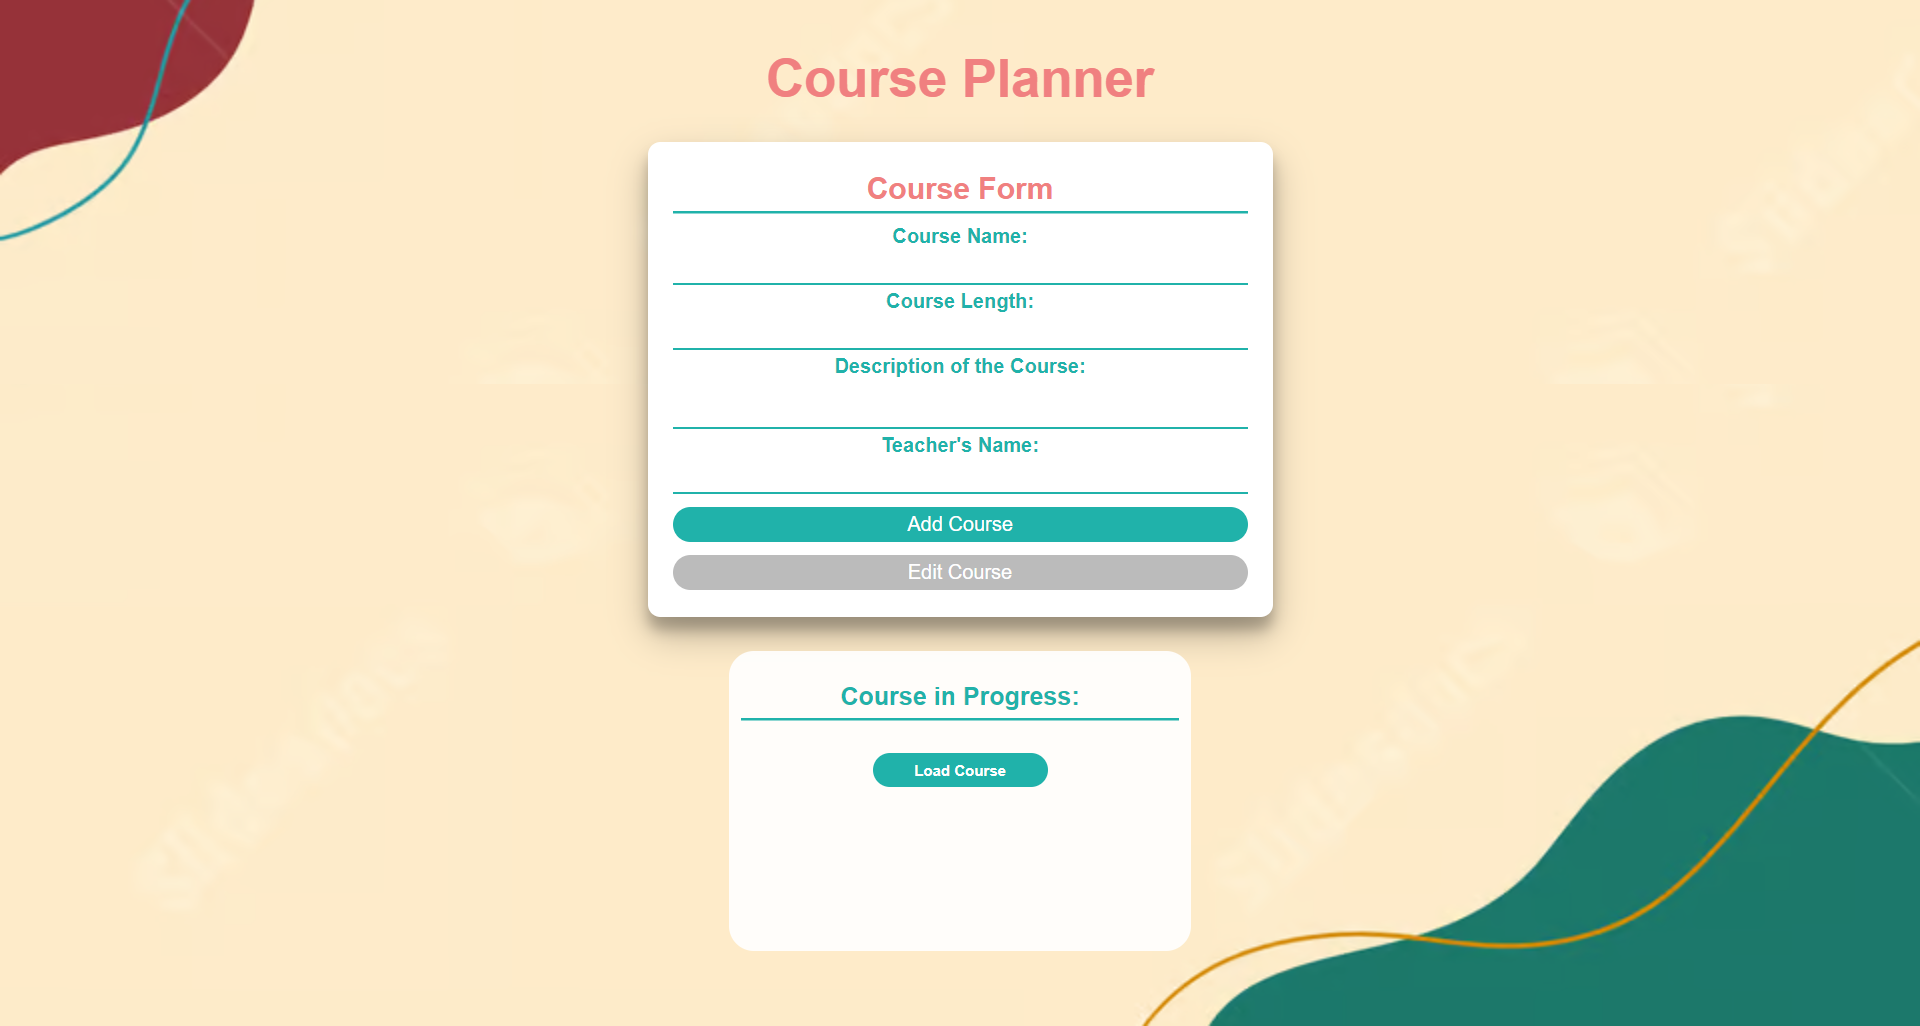 Course Planner
Course Form
Course Name:
Course Length:
Description of the Course:
Teacher's Name:
Add Course
Edit Course
Course in Progress:
Load Course